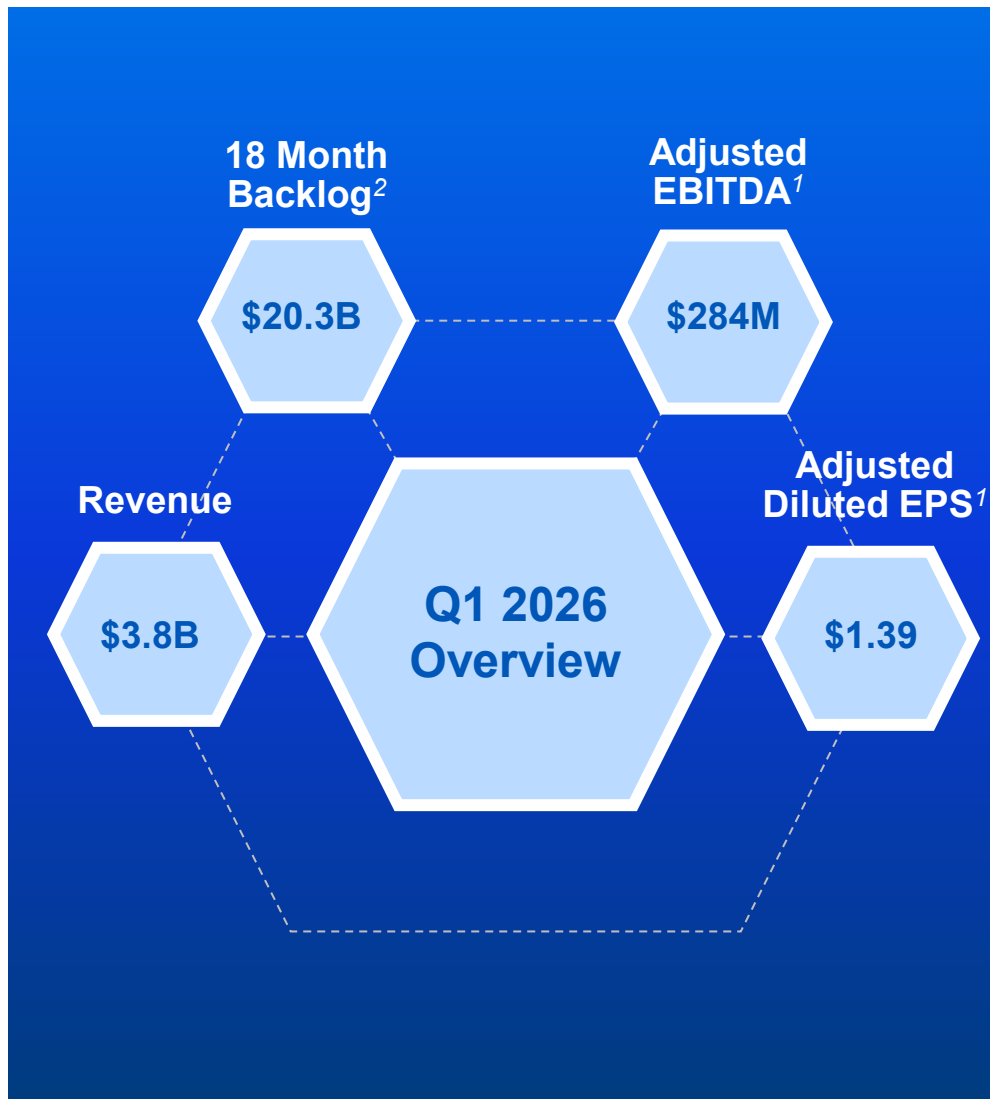 18 Month
Backlog2
$20.3B
Adjusted
EBITDA1
$284M
Revenue
$3.8B
Q1 2026
Overview
Adjusted
Diluted EPS1
$1.39